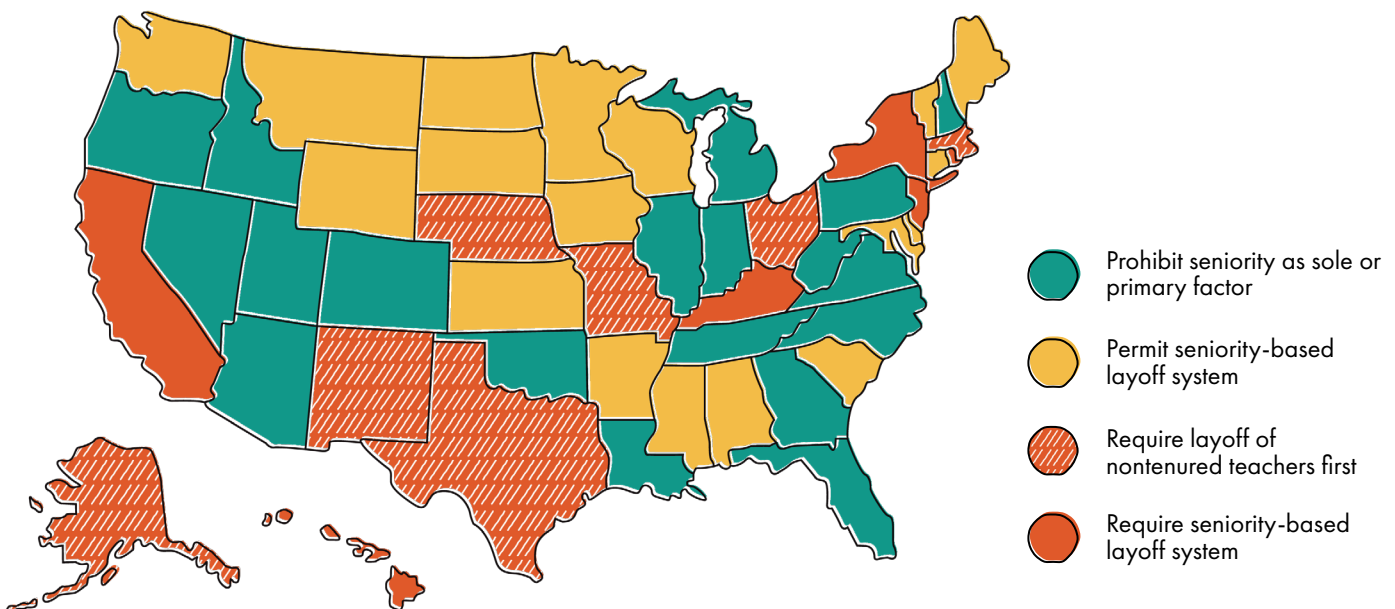 Prohibit seniority as sole or
primary factor
Permit seniority-based
layoff system
Require layoff of
nontenured teachers first
Require seniority-based
layoff system